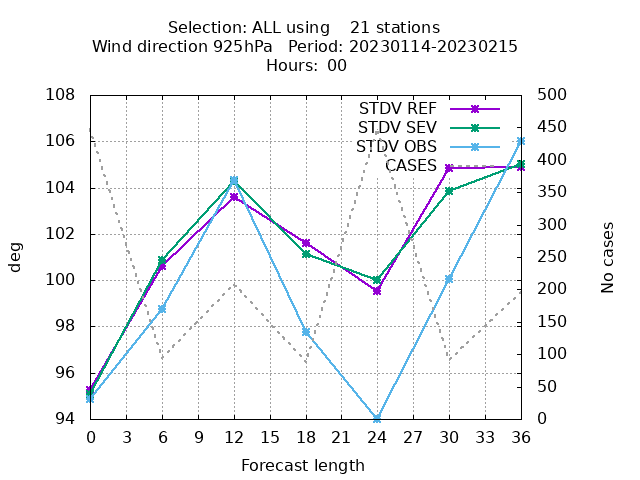 Selection: ALL using    21 stations
Wind direction 925hPa   Period: 20230114-20230215
Hours: 00
108 500
STDV REF
106 450
STDV SEV
STDV OBS
400
CASES
104 350
102 300
250
100 200
98 150
100
96 50
94 0
deg
No cases
0 3 6 9 12 15 18 21 24 27 30 33 36
Forecast length